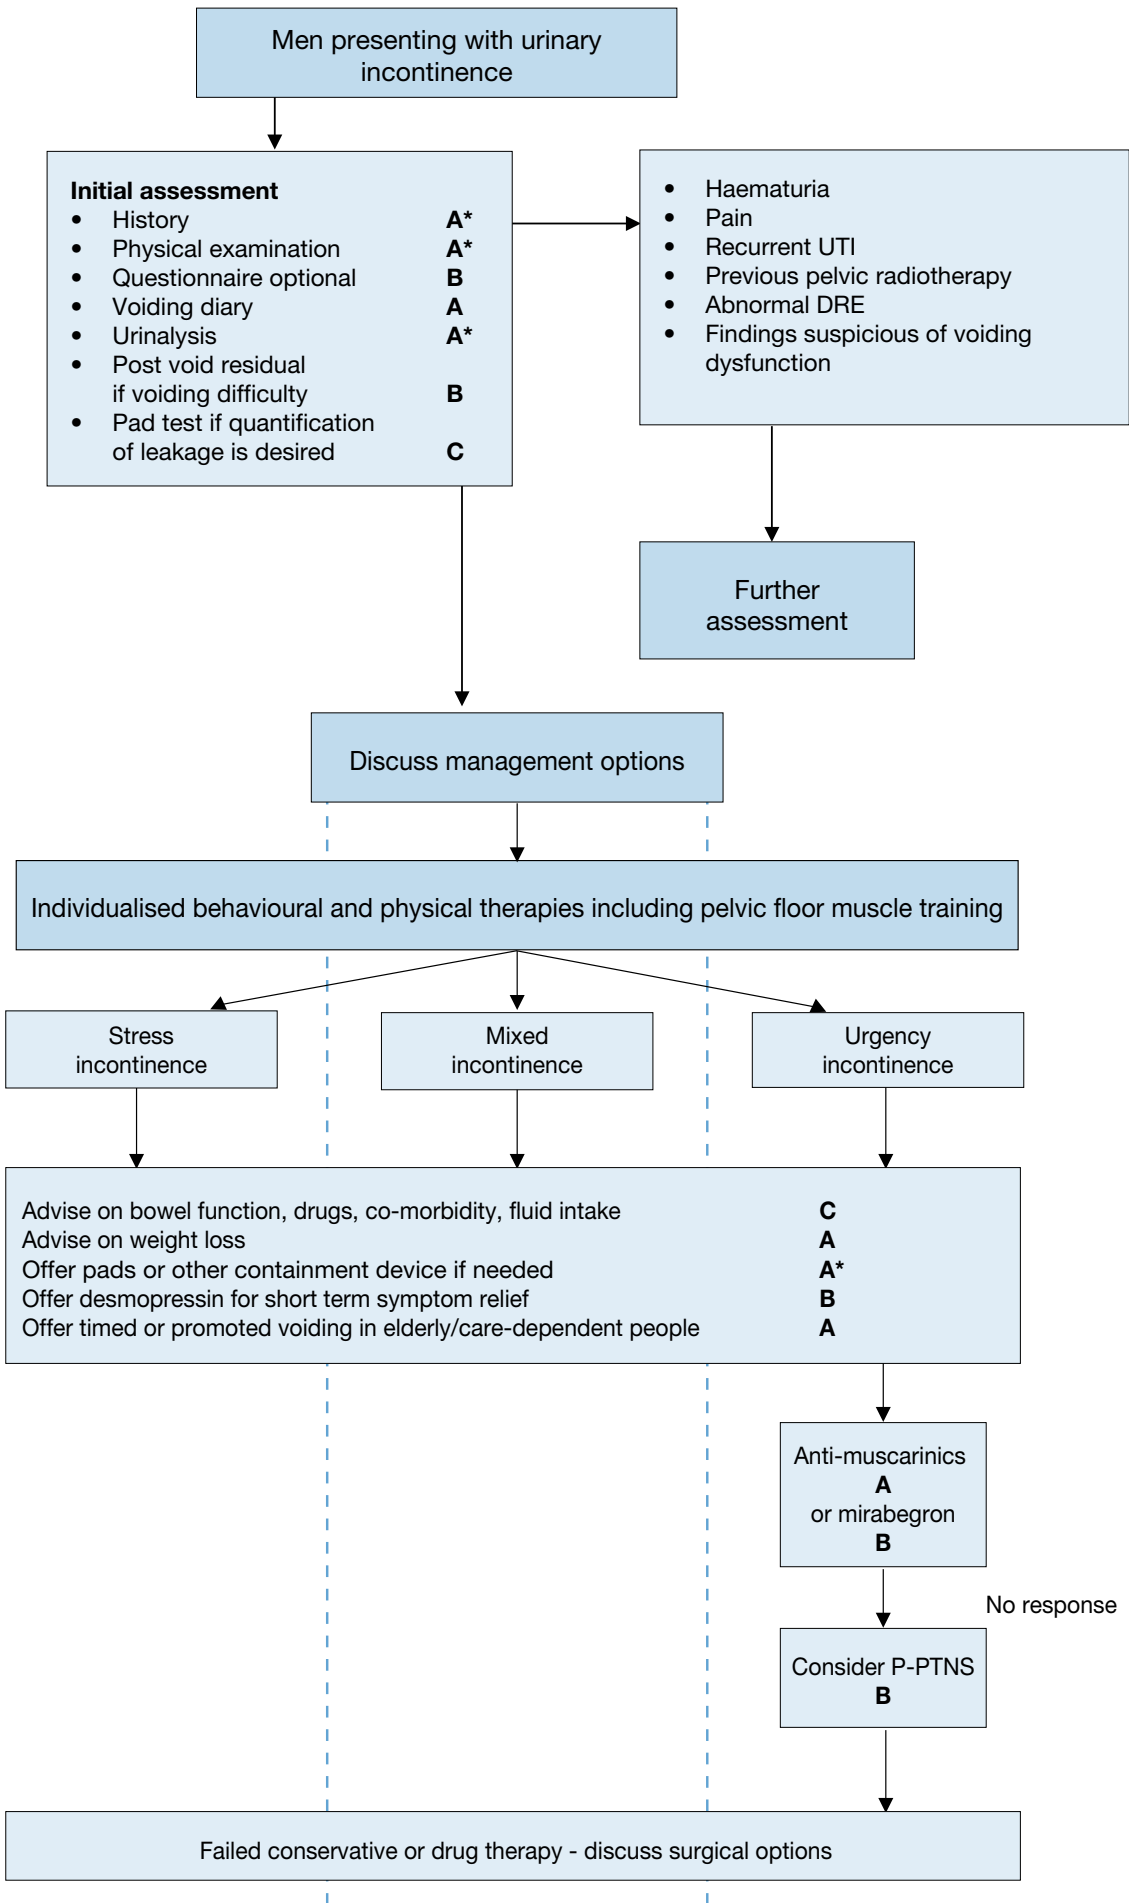 Men presenting with urinary
incontinence
Initial assessment
• History A*
• Physical examination A*
• Questionnaire optional B
• Voiding diary A
• Urinalysis A*
• Post void residual
if voiding difficulty B
• Pad test if quantification
of leakage is desired C
• Haematuria
• Pain
• Recurrent UTI
• Previous pelvic radiotherapy
• Abnormal DRE
• Findings suspicious of voiding
dysfunction
Further
assessment
Discuss management options
Individualised behavioural and physical therapies including pelvic floor muscle training
Stress
incontinence
Mixed
incontinence
Urgency
incontinence
Advise on bowel function, drugs, co-morbidity, fluid intake C
Advise on weight loss A
Offer pads or other containment device if needed A*
Offer desmopressin for short term symptom relief B
Offer timed or promoted voiding in elderly/care-dependent people A
Anti-muscarinics
A
or mirabegron
B
No response
Consider P-PTNS
B
Failed conservative or drug therapy - discuss surgical options